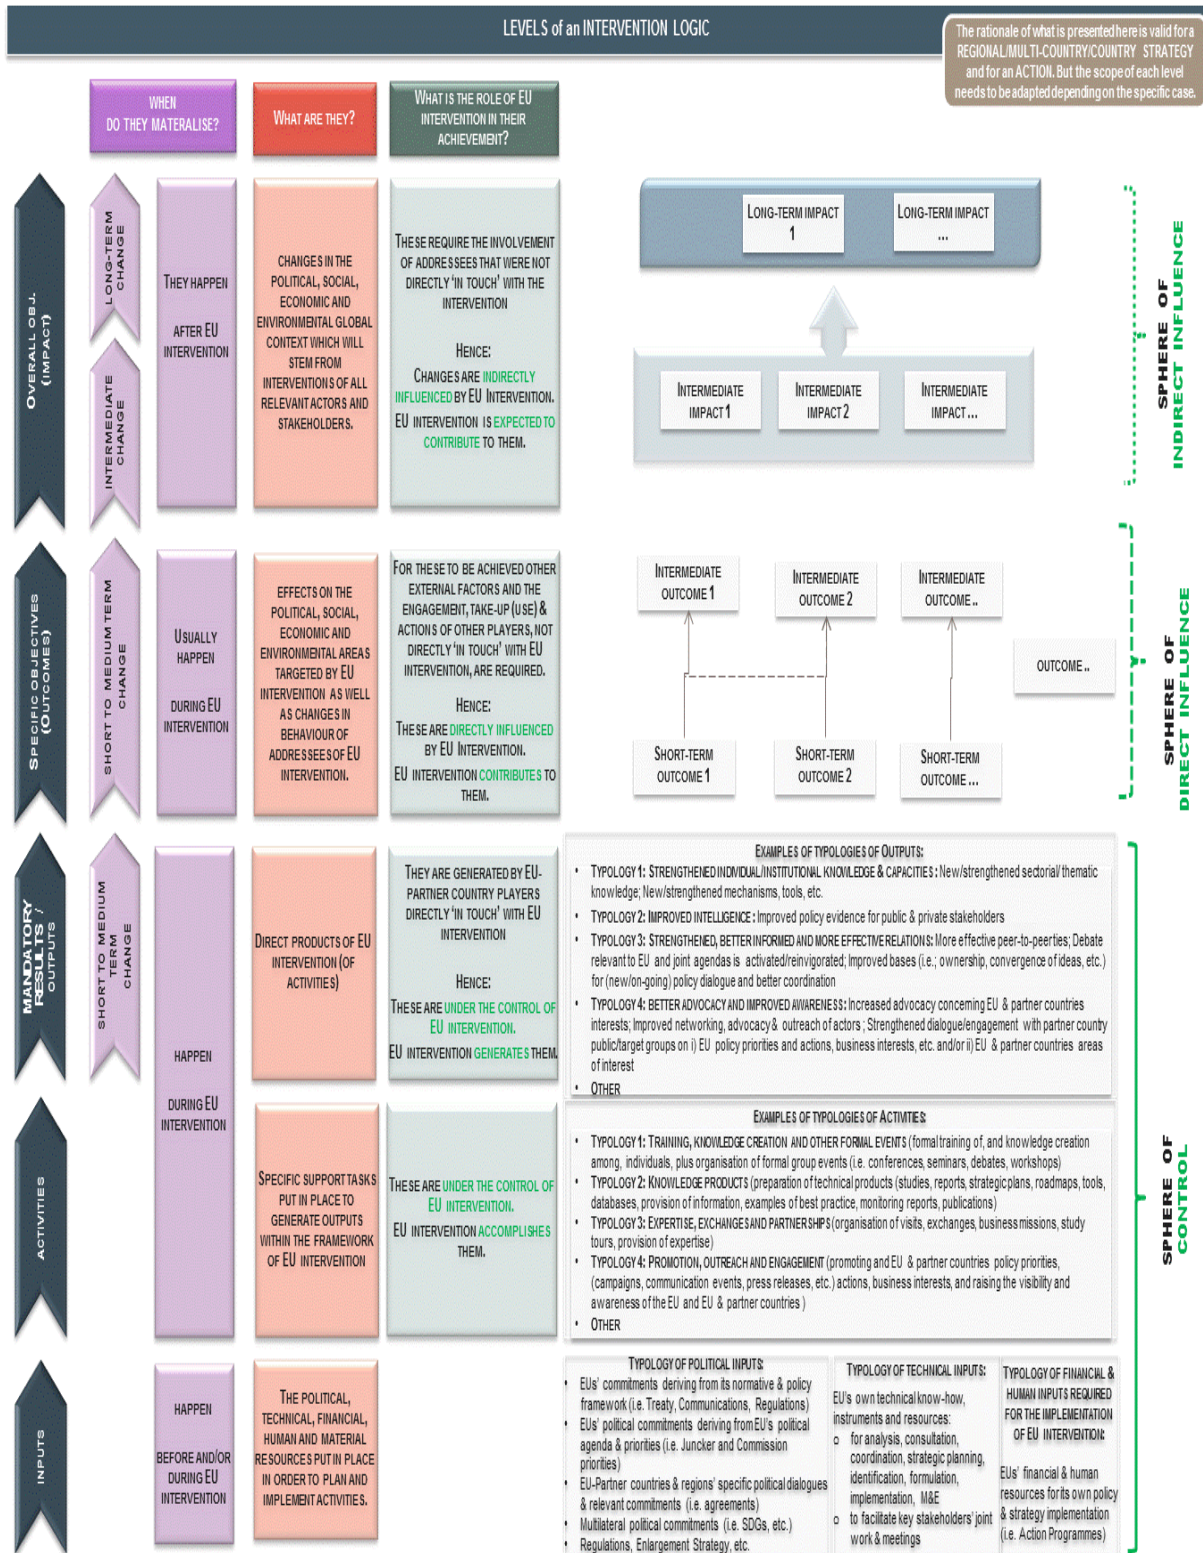 LEVELS of an INTERVENTION LOGIC
The rationale of what is presented here is valid for a
REGIONAL/MULTI-COUNTRY/COUNTRY STRATEGY
and for an ACTION. But the scope of each level
needs to be adapted depending on the specific case.
WHEN
DO THEY MATERALISE?
WHAT ARE THEY?
WHAT IS THE ROLE OF EU
INTERVENTION IN THEIR
ACHIEVEMENT?
OVERALL OBJ.
(IMPACT)
LONG-TERM
CHANGE
INTERMEDIATE
CHANGE
THEY HAPPEN
AFTER EU
INTERVENTION
CHANGES IN THE
POLITICAL, SOCIAL,
ECONOMIC AND
ENVIRONMENTAL GLOBAL
CONTEXT WHICH WILL
STEM FROM
INTERVENTIONS OF ALL
RELEVANT ACTORS AND
STAKEHOLDERS.
THESE REQUIRE THE INVOLVEMENT
OF ADDRESSEES THAT WERE NOT
DIRECTLY 'IN TOUCH' WITH THE
INTERVENTION
HENCE:
CHANGES ARE INDIRECTLY
INFLUENCED BY EU INTERVENTION.
EU INTERVENTION IS EXPECTED TO
CONTRIBUTE TO THEM.
LONG-TERM IMPACT
1
LONG-TERM IMPACT
...
INTERMEDIATE
IMPACT 1
INTERMEDIATE
IMPACT 2
INTERMEDIATE
IMPACT ...
SPHERE OF
INDIRECT INFLUENCE
SPECIFIC OBJECTIVES
(OUTCOMES)
SHORT TO MEDIUM TERM
CHANGE
USUALLY
HAPPEN
DURING EU
INTERVENTION
EFFECTS ON THE
POLITICAL, SOCIAL,
ECONOMIC AND
ENVIRONMENTAL AREAS
TARGETED BY EU
INTERVENTION AS WELL
AS CHANGES IN
BEHAVIOUR OF
ADDRESSEES OF EU
INTERVENTION.
FOR THESE TO BE ACHIEVED OTHER
EXTERNAL FACTORS AND THE
ENGAGEMENT, TAKE-UP (USE) &
ACTIONS OF OTHER PLAYERS, NOT
DIRECTLY 'IN TOUCH' WITH EU
INTERVENTION, ARE REQUIRED.
HENCE:
THESE ARE DIRECTLY INFLUENCED
BY EU INTERVENTION.
EU INTERVENTION CONTRIBUTES TO
THEM.
INTERMEDIATE
OUTCOME 1
INTERMEDIATE
OUTCOME 2
INTERMEDIATE
OUTCOME ..
OUTCOME ..
SHORT-TERM
OUTCOME 1
SHORT-TERM
OUTCOME 2
SHORT-TERM
OUTCOME ...
SPHERE OF
DIRECT INFLUENCE
MANDATORY
RESULTS /
OUTPUTS
SHORT TO MEDIUM
TERM
CHANGE
HAPPEN
DURING EU
INTERVENTION
DIRECT PRODUCTS OF EU
INTERVENTION (OF
ACTIVITIES)
THEY ARE GENERATED BY EU-
PARTNER COUNTRY PLAYERS
DIRECTLY 'IN TOUCH' WITH EU
INTERVENTION
HENCE:
THESE ARE UNDER THE CONTROL OF
EU INTERVENTION.
EU INTERVENTION GENERATES THEM.
EXAMPLES OF TYPOLOGIES OF OUTPUTS:
• TYPOLOGY 1: STRENGTHENED INDIVIDUAL/INSTITUTIONAL KNOWLEDGE & CAPACITIES : New/strengthened sectorial/ thematic
knowledge; New/strengthened mechanisms, tools, etc.
• TYPOLOGY 2: IMPROVED INTELLIGENCE : Improved policy evidence for public & private stakeholders
• TYPOLOGY 3: STRENGTHENED, BETTER INFORMED AND MORE EFFECTIVE RELATIONS: More effective peer-to-peer ties; Debate
relevant to EU and joint agendas is activated/reinvigorated; Improved bases (i.e.; ownership, convergence of ideas, etc.)
for (new/on-going) policy dialogue and better coordination
• TYPOLOGY 4: BETTER ADVOCACY AND IMPROVED AWARENESS: Increased advocacy concerning EU & partner countries
interests; Improved networking, advocacy & outreach of actors ; Strengthened dialogue/engagement with partner country
public/target groups on i) EU policy priorities and actions, business interests, etc. and/or ii) EU & partner countries areas
of interest
• OTHER
ACTIVITIES
SPECIFIC SUPPORT TASKS
PUT IN PLACE TO
GENERATE OUTPUTS
WITHIN THE FRAMEWORK
OF EU INTERVENTION
THESE ARE UNDER THE CONTROL OF
EU INTERVENTION.
EU INTERVENTION ACCOMPLISHES
THEM.
EXAMPLES OF TYPOLOGIES OF ACTIVITIES:
• TYPOLOGY 1: TRAINING, KNOWLEDGE CREATION AND OTHER FORMAL EVENTS (formal training of, and knowledge creation
among, individuals, plus organisation of formal group events (i.e. conferences, seminars, debates, workshops)
• TYPOLOGY 2: KNOWLEDGE PRODUCTS (preparation of technical products (studies, reports, strategic plans, roadmaps, tools,
databases, provision of information, examples of best practice, monitoring reports, publications)
• TYPOLOGY 3: EXPERTISE, EXCHANGES AND PARTNERSHIPS (organisation of visits, exchanges, business missions, study
tours, provision of expertise)
• TYPOLOGY 4: PROMOTION, OUTREACH AND ENGAGEMENT (promoting and EU & partner countries policy priorities,
(campaigns, communication events, press releases, etc.) actions, business interests, and raising the visibility and
awareness of the EU and EU & partner countries )
• OTHER
SPHERE OF
CONTROL
INPUTS
HAPPEN
BEFORE AND/OR
DURING EU
INTERVENTION
THE POLITICAL,
TECHNICAL, FINANCIAL,
HUMAN AND MATERIAL
RESOURCES PUT IN PLACE
IN ORDER TO PLAN AND
IMPLEMENT ACTIVITIES.
TYPOLOGY OF POLITICAL INPUTS:
• EUs' commitments deriving from its normative & policy
framework (i.e. Treaty, Communications, Regulations)
• EUs' political commitments deriving from EU's political
agenda & priorities (i.e. Juncker and Commission
priorities)
• EU-Partner countries & regions' specific political dialogues
& relevant commitments (i.e. agreements)
• Multilateral political commitments (i.e. SDGs, etc.)
• Regulations, Enlargement Strategy, etc.
TYPOLOGY OF TECHNICAL INPUTS:
EU's own technical know-how,
instruments and resources:
o for analysis, consultation,
coordination, strategic planning,
identification, formulation,
implementation, M&E
o to facilitate key stakeholders' joint
work & meetings
TYPOLOGY OF FINANCIAL &
HUMAN INPUTS REQUIRED
FOR THE IMPLEMENTATION
OF EU INTERVENTION:
EUs' financial & human
resources for its own policy
& strategy implementation
(i.e. Action Programmes)